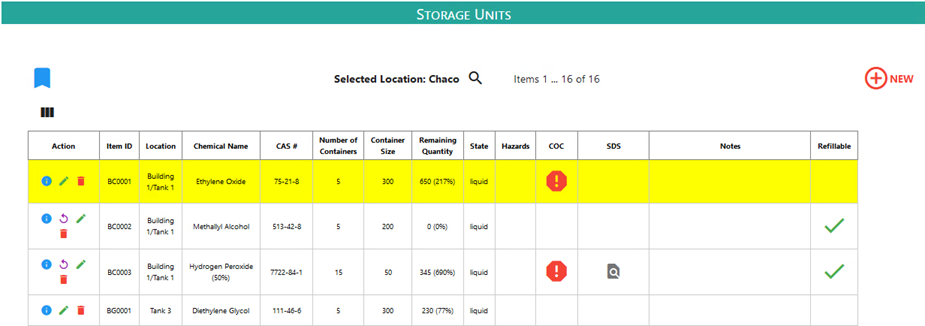 STORAGE UNITS
Selected Location: Chaco Items 1 ... 16 of 16 NEW
Action Item ID Location Chemical Name CAS # Number of Containers Container Size Remaining Quantity State Hazards COC SDS Notes Refillable
BC0001 Building 1/Tank 1 Ethylene Oxide 75-21-8 5 300 650 (217%) liquid
BC0002 Building 1/Tank 1 Methallyl Alcohol 513-42-8 5 200 0 (0%) liquid
BC0003 Building 1/Tank 1 Hydrogen Peroxide (50%) 7722-84-1 15 50 345 (690%) liquid
BG0001 Tank 3 Diethylene Glycol 111-46-6 5 300 230 (77%) liquid